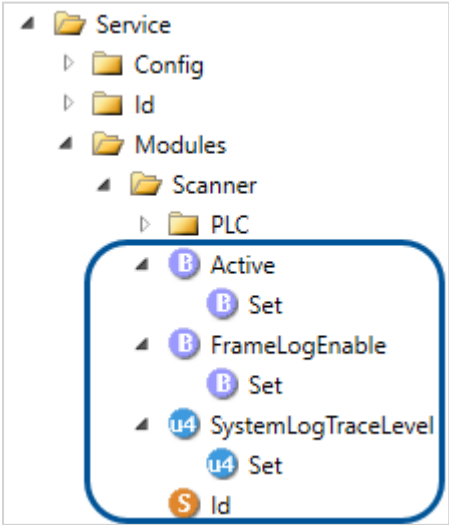 Service
Config
Id
Modules
Scanner
PLC
B Active
B Set
B FrameLogEnable
B Set
u4 SystemLogTraceLevel
u4 Set
S Id